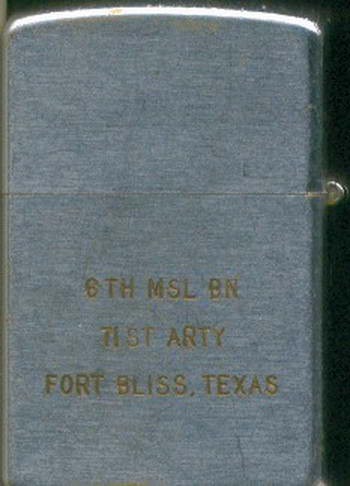 6TH MSL BN
71ST ARTY
FORT BLISS, TEXAS